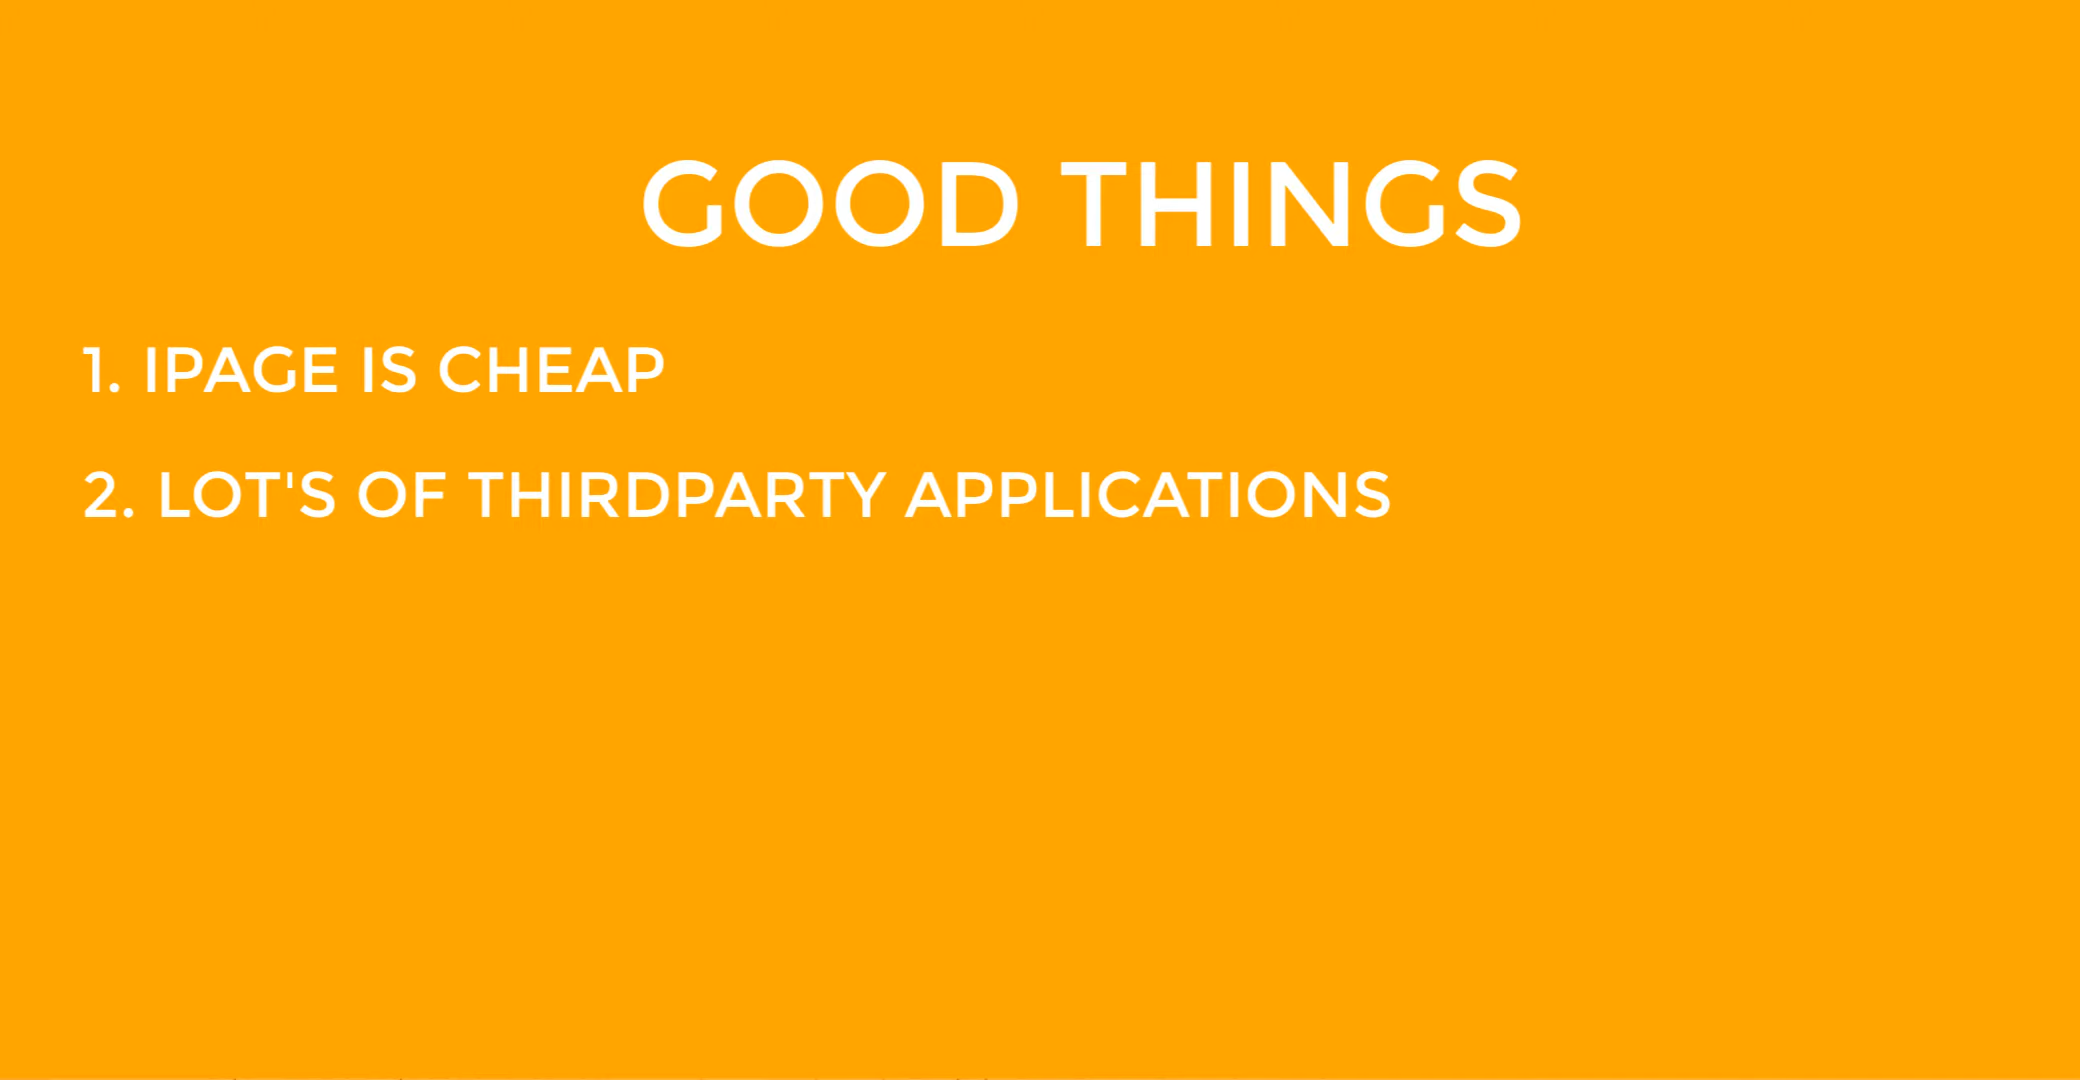 GOOD THINGS
1. IPAGE IS CHEAP
2. LOT'S OF THIRDPARTY APPLICATIONS